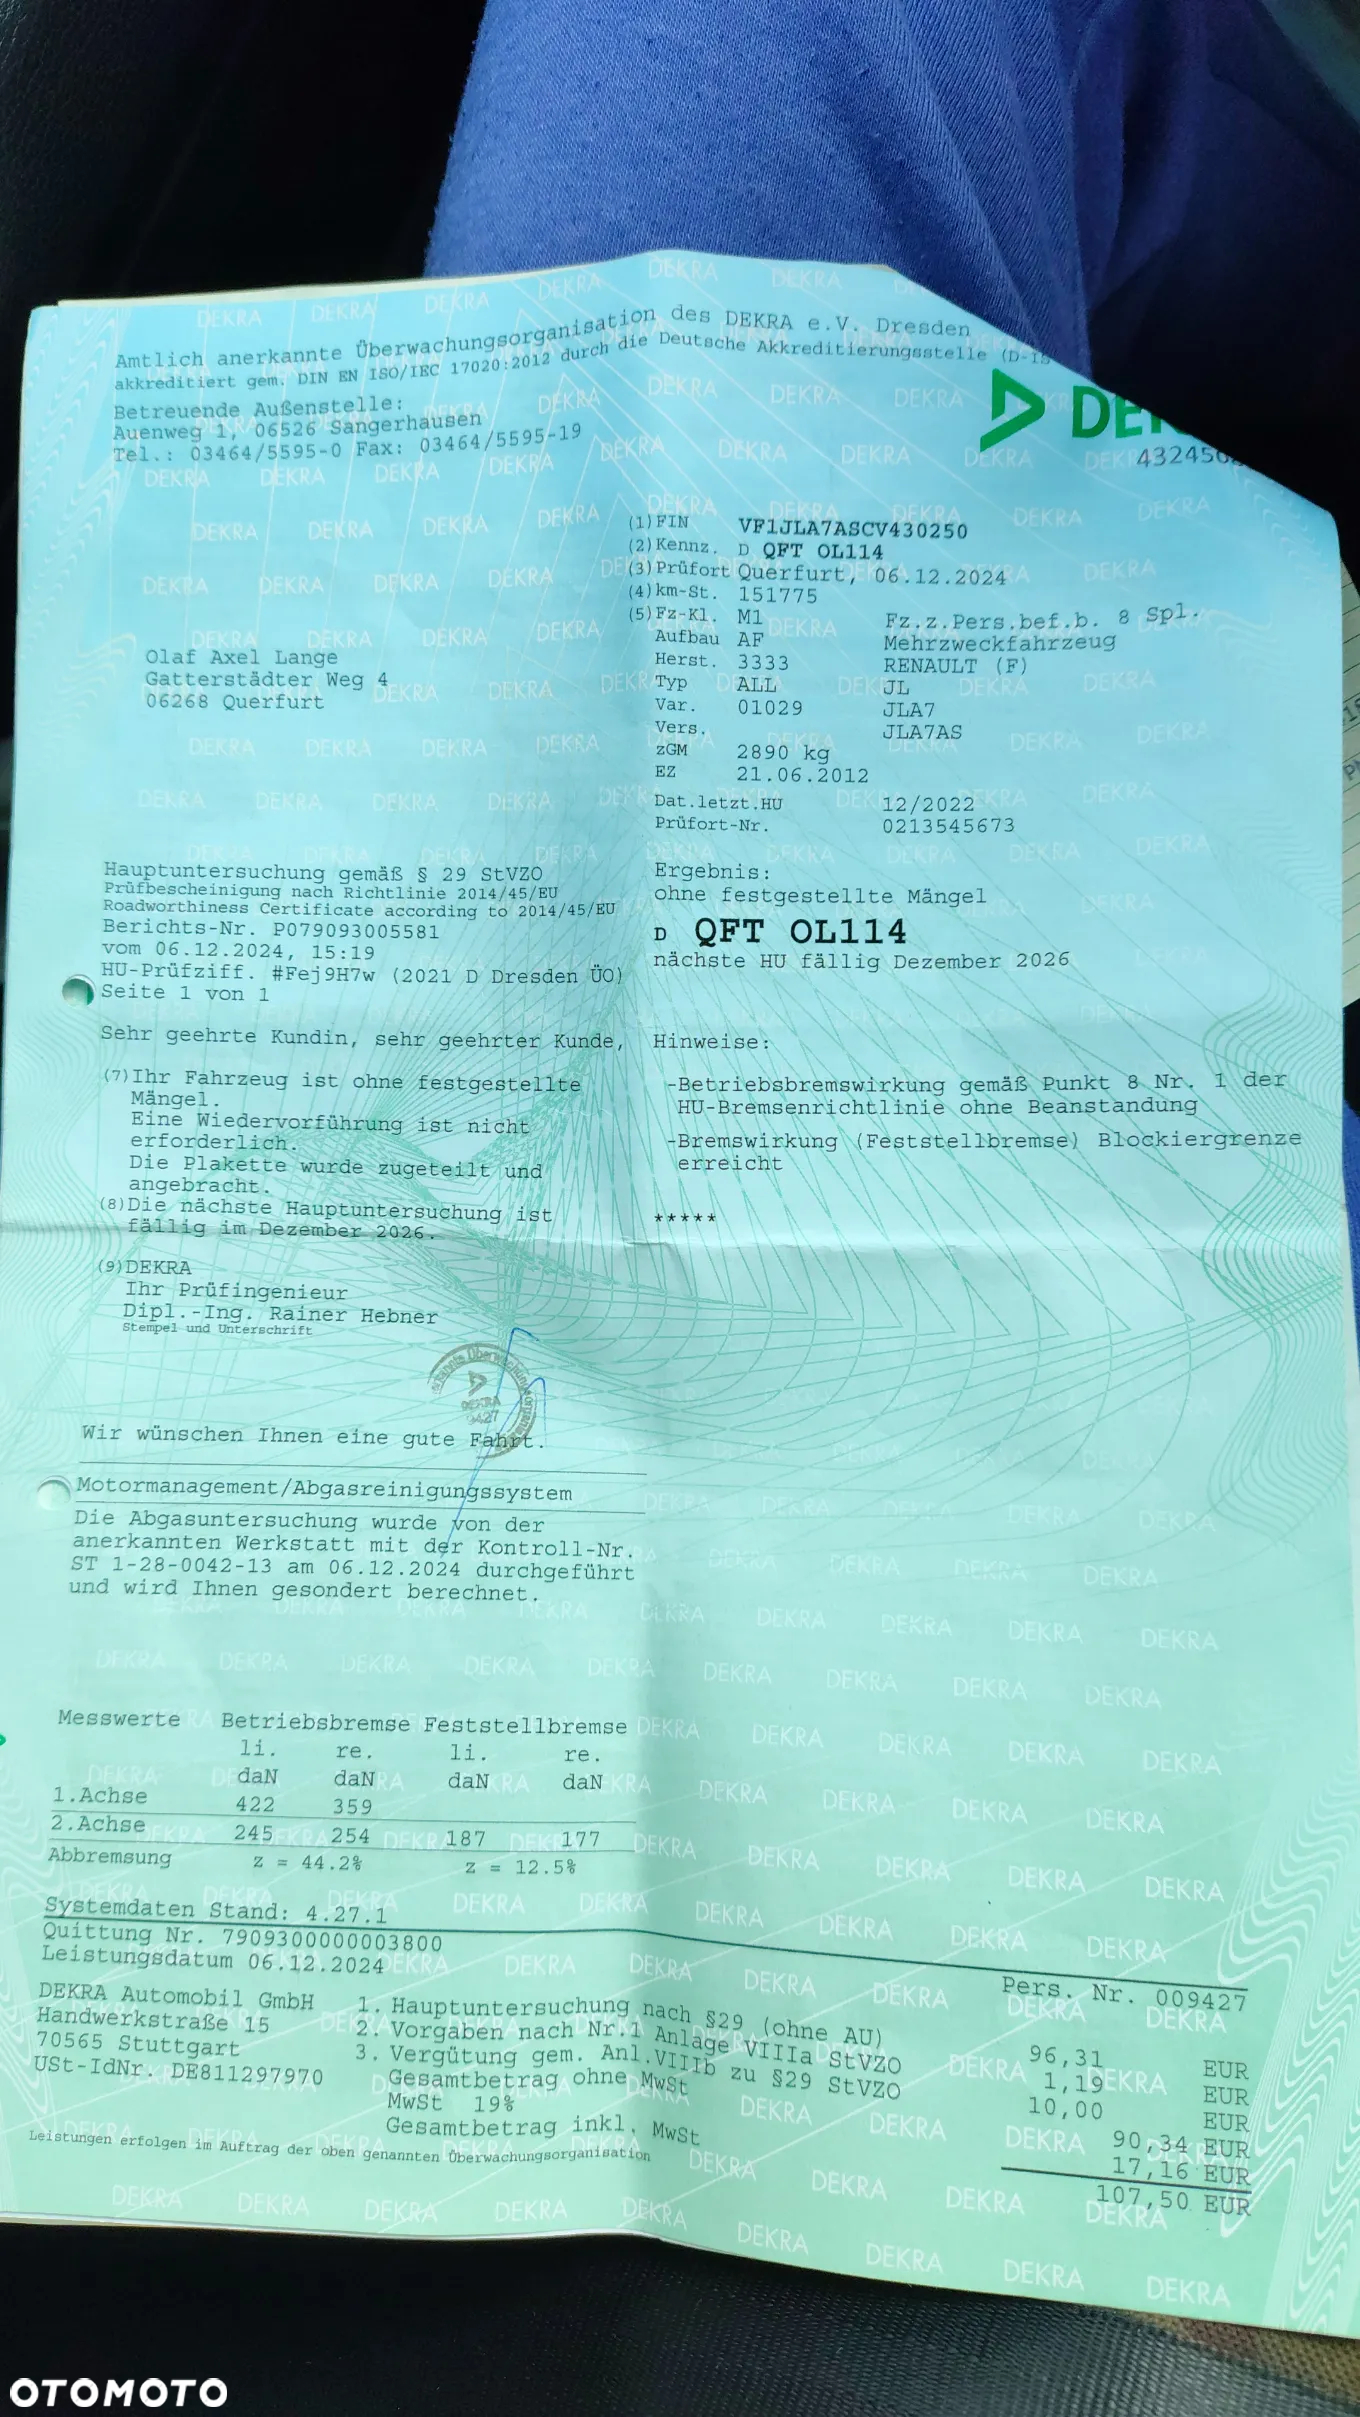 Amtlich anerkannte Überwachungsorganisation des DEKRA e.V. Dresden
akkreditiert gem. DIN EN ISO/IEC 17020:2012 durch die Deutsche Akkreditierungsstelle
DEKRA
Betreuende Außenstelle:
Auenweg 1, 06526 Sangerhausen
Tel.: 03464/5595-0 Fax: 03464/5595-19
(1)FIN VF1JLA7ASCV430250
(2)Kennz. D QFT OL114
(3)Prüfort Querfurt, 06.12.2024
(4)km-St. 151775
(5)Fz-Kl. M1 Fz.z.Pers.bef.b. 8 Spl.
Aufbau AF Mehrzweckfahrzeug
Herst. 3333 RENAULT (F)
Typ ALL JL
Var. 01029 JLA7
Vers. JLA7AS
zGM 2890 kg
EZ 21.06.2012
Dat.letzt.HU 12/2022
Prüfort-Nr. 0213545673
Olaf Axel Lange
Gatterstädter Weg 4
06268 Querfurt
Hauptuntersuchung gemäß § 29 StVZO
Prüfbescheinigung nach Richtlinie 2014/45/EU
Roadworthiness Certificate according to 2014/45/EU
Berichts-Nr. P079093005581
vom 06.12.2024, 15:19
HU-Prüfziff. #Fej9H7w (2021 D Dresden ÜO)
Seite 1 von 1
Ergebnis:
ohne festgestellte Mängel
D QFT OL114
nächste HU fällig Dezember 2026
Sehr geehrte Kundin, sehr geehrter Kunde,
(7)Ihr Fahrzeug ist ohne festgestellte
Mängel.
Eine Wiedervorführung ist nicht
erforderlich.
Die Plakette wurde zugeteilt und
angebracht.
(8)Die nächste Hauptuntersuchung ist
fällig im Dezember 2026.
Hinweise:
-Betriebsbremswirkung gemäß Punkt 8 Nr. 1 der
HU-Bremsenrichtlinie ohne Beanstandung
-Bremswirkung (Feststellbremse) Blockiergrenze
erreicht
*****
(9)DEKRA
Ihr Prüfingenieur
Dipl.-Ing. Rainer Hebner
Stempel und Unterschrift
DEKRA
9427
Wir wünschen Ihnen eine gute Fahrt.
Motormanagement/Abgasreinigungssystem
Die Abgasuntersuchung wurde von der
anerkannten Werkstatt mit der Kontroll-Nr.
ST 1-28-0042-13 am 06.12.2024 durchgeführt
und wird Ihnen gesondert berechnet.
Messwerte Betriebsbremse Feststellbremse
li. re. li. re.
daN daN daN daN
1.Achse 422 359
2.Achse 245 254 187 177
Abbremsung z = 44.2% z = 12.5%
Systemdaten Stand: 4.27.1
Quittung Nr. 7909300000003800
Leistungsdatum 06.12.2024
Pers. Nr. 009427
DEKRA Automobil GmbH
Handwerkstraße 15
70565 Stuttgart
USt-IdNr. DE811297970
1. Hauptuntersuchung nach §29 (ohne AU) 96,31 EUR
2. Vorgaben nach Nr.1 Anlage VIIIa StVZO 1,19 EUR
3. Vergütung gem. Anl.VIIIb zu §29 StVZO 10,00 EUR
Gesamtbetrag ohne MwSt 90,34 EUR
MwSt 19% 17,16 EUR
Gesamtbetrag inkl. MwSt 107,50 EUR
Leistungen erfolgen im Auftrag der oben genannten Überwachungsorganisation
OTOMOTO